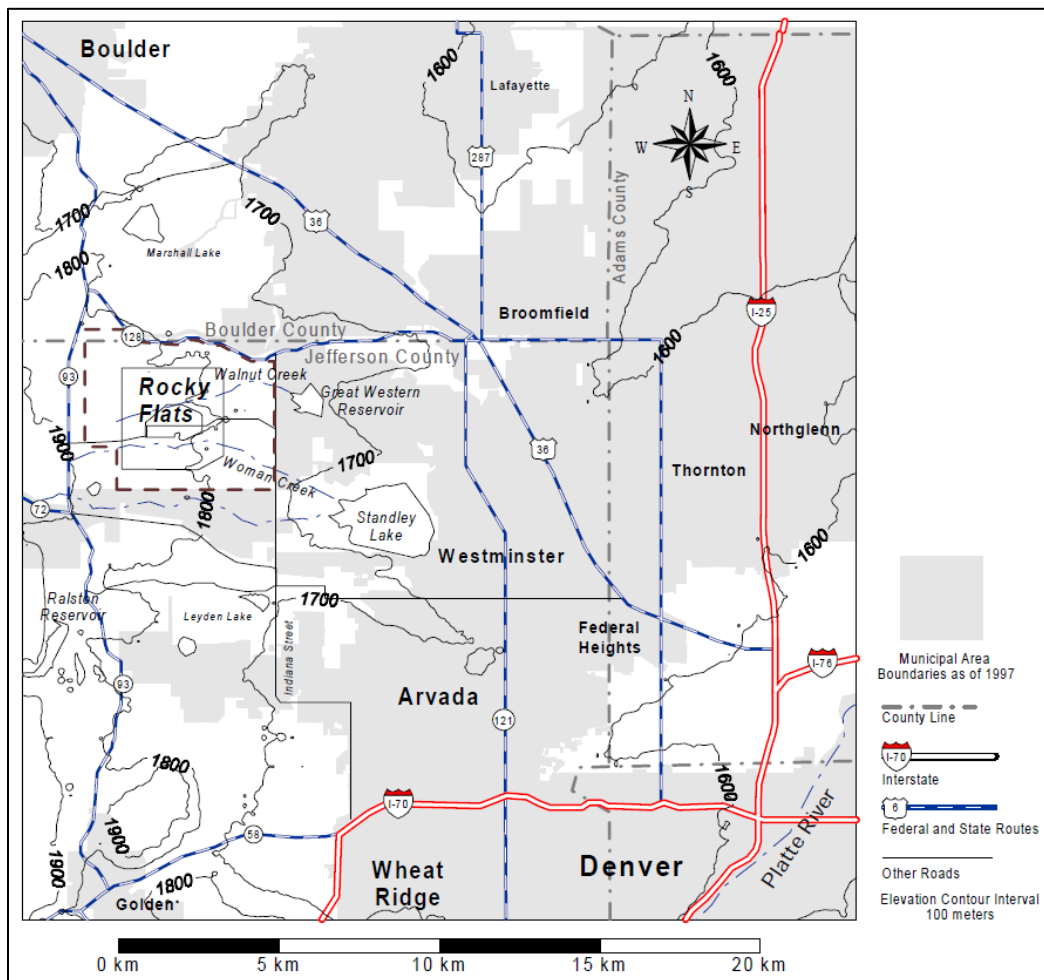 Boulder
1600
1600
Lafayette
N
W
E
S
287
1700
1700
36
Adams County
Marshall Lake
1800
I-25
Broomfield
Boulder County
128
Jefferson County
1600
93
Walnut Creek
Rocky
Flats
Great Western
Reservoir
1900
Northglenn
36
1700
Thornton
Woman Creek
1800
72
Standley
Lake
Westminster
1600
Ralston
Reservoir
1700
Leyden Lake
Federal
Heights
Indiana Street
I-76
93
Arvada
121
Municipal Area
Boundaries as of 1997
County Line
1800
1600
I-70
Interstate
I-70
6
Federal and State Routes
1900
58
Platte River
1900
Wheat
Ridge
Denver
Other Roads
1800
Golden
Elevation Contour Interval
100 meters
0 km
5 km
10 km
15 km
20 km